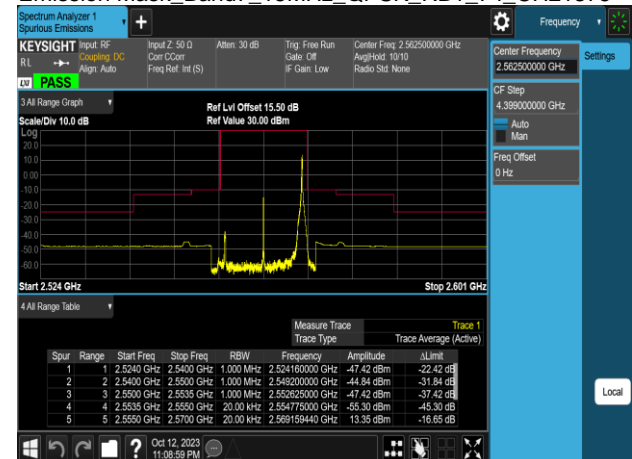 Spectrum Analyzer 1
Spurious Emissions
Frequency
KEYSIGHT
Input: RF
Coupling: DC
Align: Auto
Input Z: 50 Ω
Corr CCorr
Freq Ref: Int (S)
Atten: 30 dB
Trig: Free Run
Gate: Off
IF Gain: Low
Center Freq: 2.562500000 GHz
Avg|Hold: 10/10
Radio Std: None
RL
LXI PASS
Center Frequency
2.562500000 GHz
Settings
CF Step
4.399000000 GHz
Auto
Man
Freq Offset
0 Hz
3 All Range Graph
Scale/Div 10.0 dB
Ref Lvl Offset 15.50 dB
Ref Value 30.00 dBm
Log
20.0
10.0
0.00
-10.0
-20.0
-30.0
-40.0
-50.0
-60.0
Start 2.524 GHz
Stop 2.601 GHz
4 All Range Table
Measure Trace Trace 1
Trace Type Trace Average (Active)
Spur Range Start Freq Stop Freq RBW Frequency Amplitude ΔLimit
1 1 2.5240 GHz 2.5400 GHz 1.000 MHz 2.524160000 GHz -47.42 dBm -22.42 dB
2 2 2.5400 GHz 2.5500 GHz 1.000 MHz 2.549200000 GHz -44.84 dBm -31.84 dB
3 3 2.5500 GHz 2.5535 GHz 1.000 MHz 2.552625000 GHz -47.42 dBm -37.42 dB
4 4 2.5535 GHz 2.5550 GHz 20.00 kHz 2.554775000 GHz -55.30 dBm -45.30 dB
5 5 2.5550 GHz 2.5700 GHz 20.00 kHz 2.569159440 GHz 13.35 dBm -16.65 dB
Local
Oct 12, 2023
11:08:59 PM